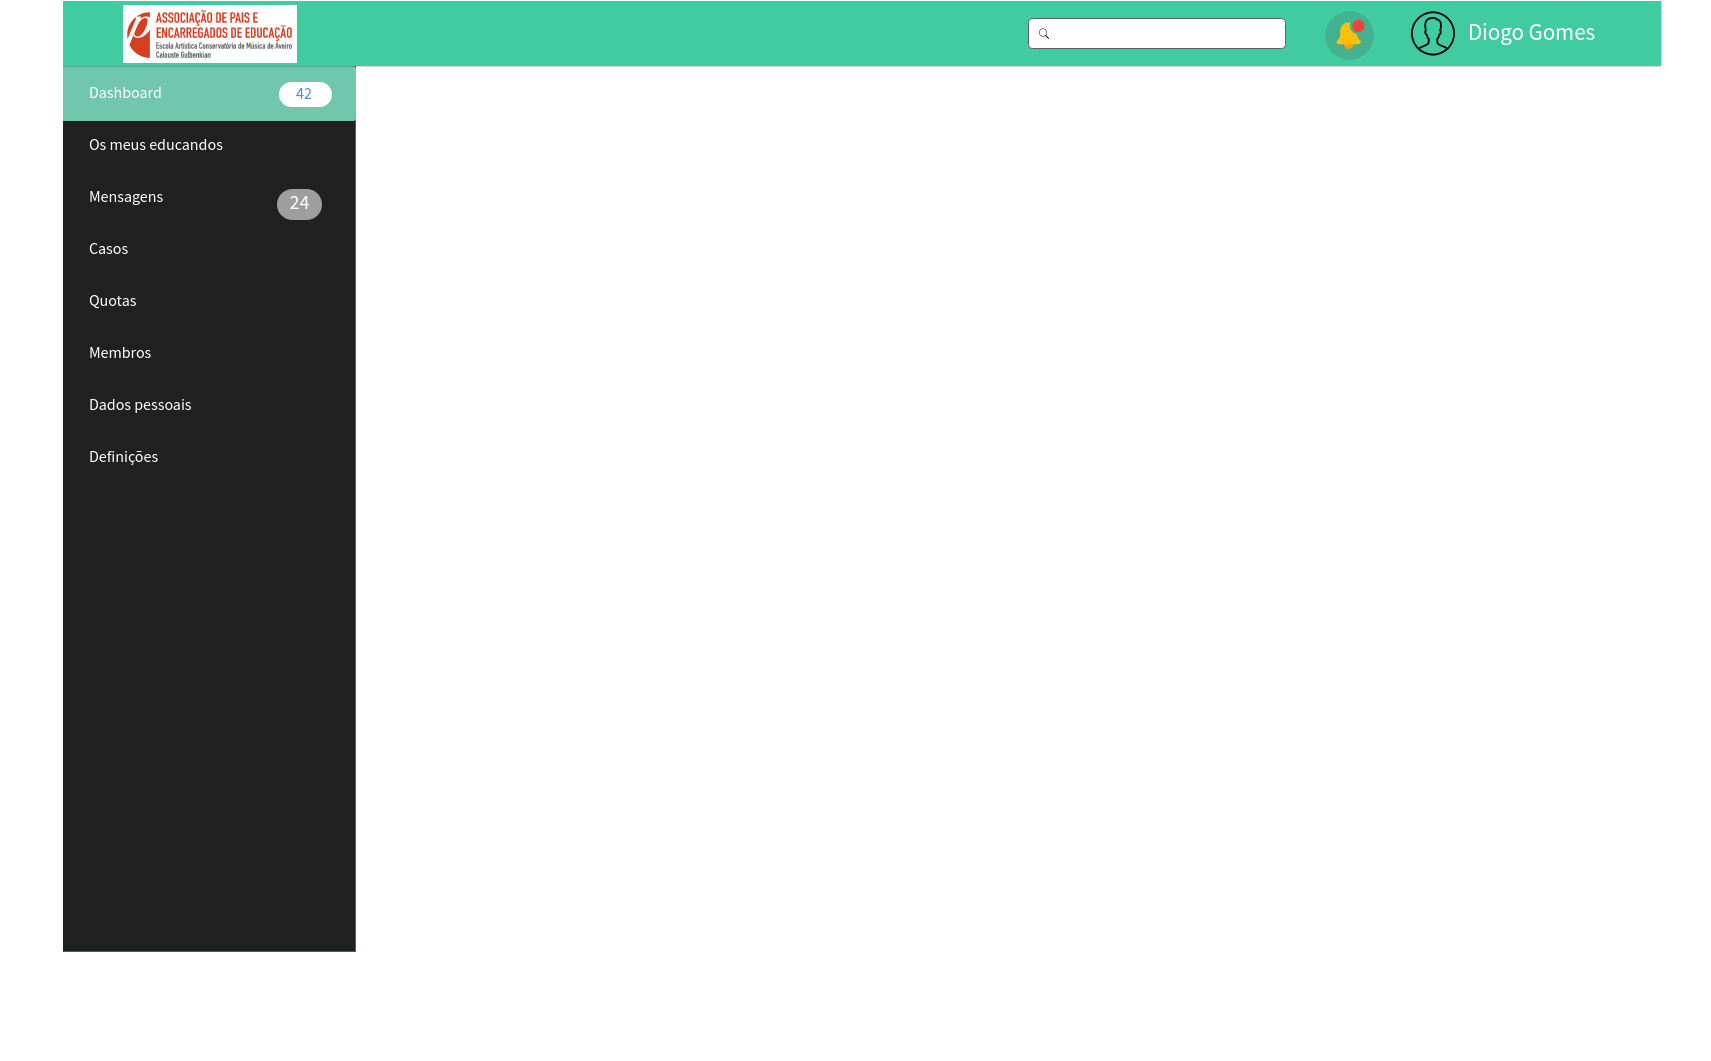 ASSOCIAÇÃO DE PAIS E
ENCARREGADOS DE EDUCAÇÃO
Escola Artística Conservatório de Música de Aveiro
Calouste Gulbenkian
Diogo Gomes
Dashboard 42
Os meus educandos
Mensagens 24
Casos
Quotas
Membros
Dados pessoais
Definições